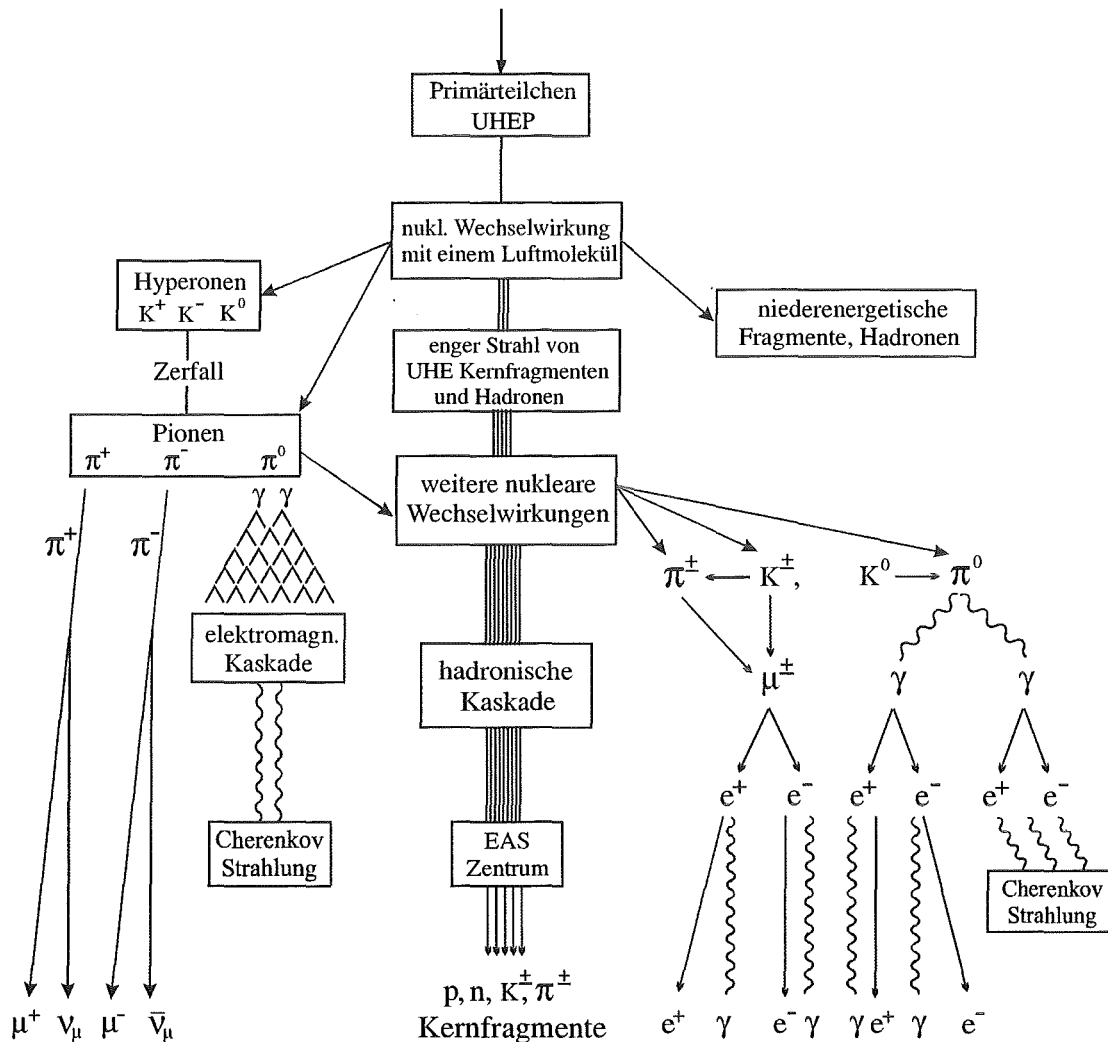 Primärteilchen
UHEP
nukl. Wechselwirkung
mit einem Luftmolekül
Hyperonen
K⁺ K⁻ K⁰
niederenergetische
Fragmente, Hadronen
enger Strahl von
UHE Kernfragmenten
und Hadronen
Zerfall
Pionen
π⁺ π⁻ π⁰
weitere nukleare
Wechselwirkungen
γ γ
π⁺ π⁻
π± K±, K⁰ π⁰
elektromagn.
Kaskade
hadronische
Kaskade
μ± γ γ
e⁺ e⁻ e⁺ e⁻ e⁺ e⁻
Cherenkov
Strahlung
EAS
Zentrum
Cherenkov
Strahlung
p, n, K±, π±
Kernfragmente
μ⁺ ν_μ μ⁻ ν̄_μ
e⁺ γ e⁻ γ γ e⁺ γ e⁻